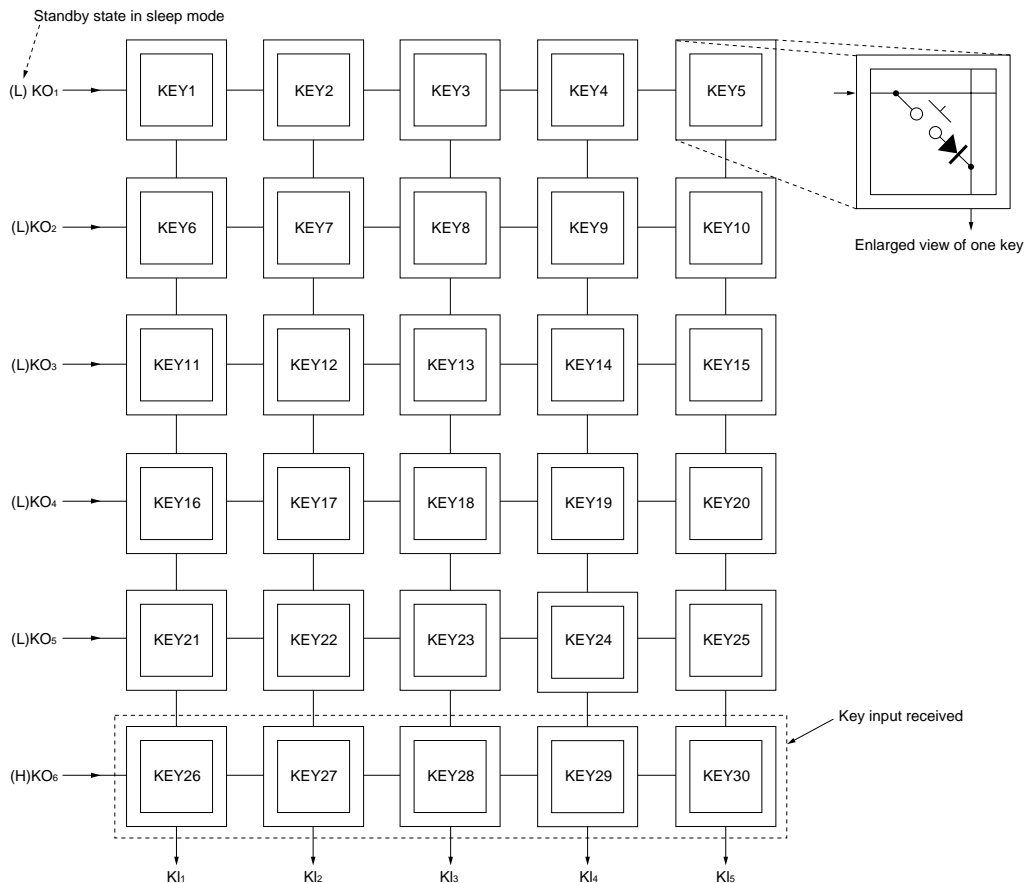 Standby state in sleep mode
(L) KO1 KEY1 KEY2 KEY3 KEY4 KEY5
Enlarged view of one key
(L)KO2 KEY6 KEY7 KEY8 KEY9 KEY10
(L)KO3 KEY11 KEY12 KEY13 KEY14 KEY15
(L)KO4 KEY16 KEY17 KEY18 KEY19 KEY20
(L)KO5 KEY21 KEY22 KEY23 KEY24 KEY25
Key input received
(H)KO6 KEY26 KEY27 KEY28 KEY29 KEY30
KI1 KI2 KI3 KI4 KI5